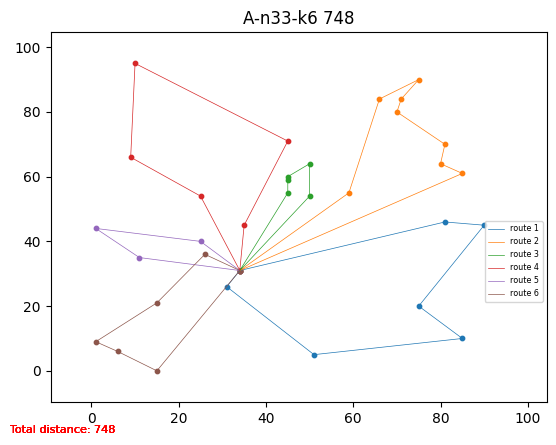 A-n33-k6 748
100
80
60
40
20
0
route 1
route 2
route 3
route 4
route 5
route 6
0 20 40 60 80 100
Total distance: 748